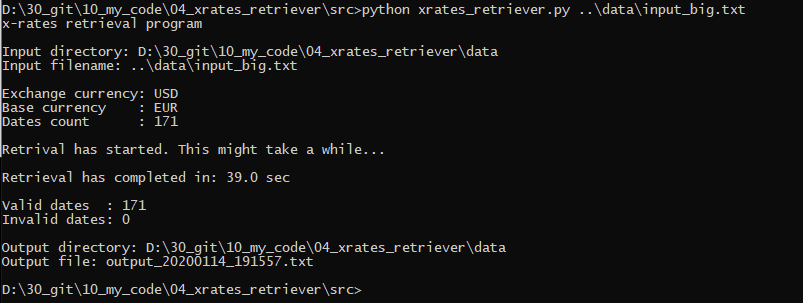 D:\30_git\10_my_code\04_xrates_retriever\src>python xrates_retriever.py ..\data\input_big.txt
x-rates retrieval program
Input directory: D:\30_git\10_my_code\04_xrates_retriever\data
Input filename: ..\data\input_big.txt
Exchange currency: USD
Base currency    : EUR
Dates count      : 171
Retrival has started. This might take a while...
Retrieval has completed in: 39.0 sec
Valid dates  : 171
Invalid dates: 0
Output directory: D:\30_git\10_my_code\04_xrates_retriever\data
Output file: output_20200114_191557.txt
D:\30_git\10_my_code\04_xrates_retriever\src>